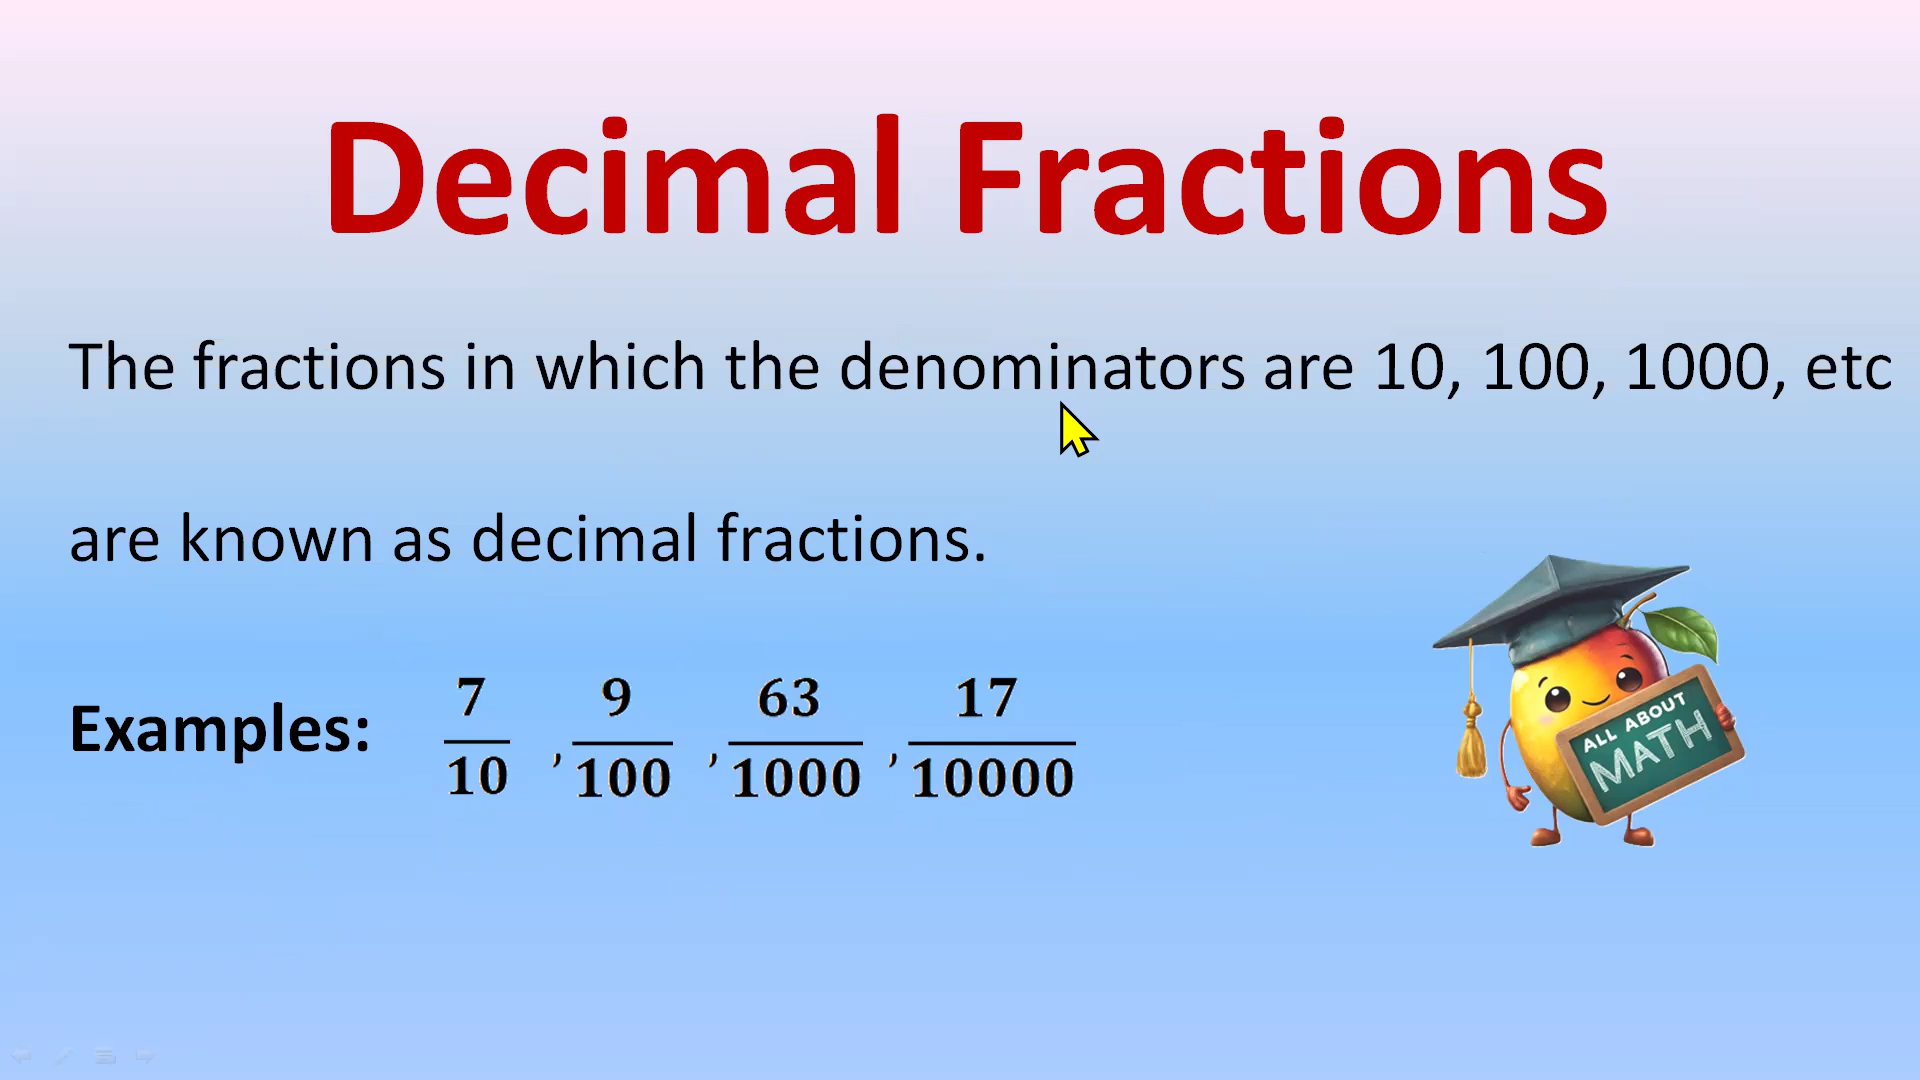 Decimal Fractions
The fractions in which the denominators are 10, 100, 1000, etc
are known as decimal fractions.
Examples: 7/10 , 9/100 , 63/1000 , 17/10000
ALL ABOUT
MATH